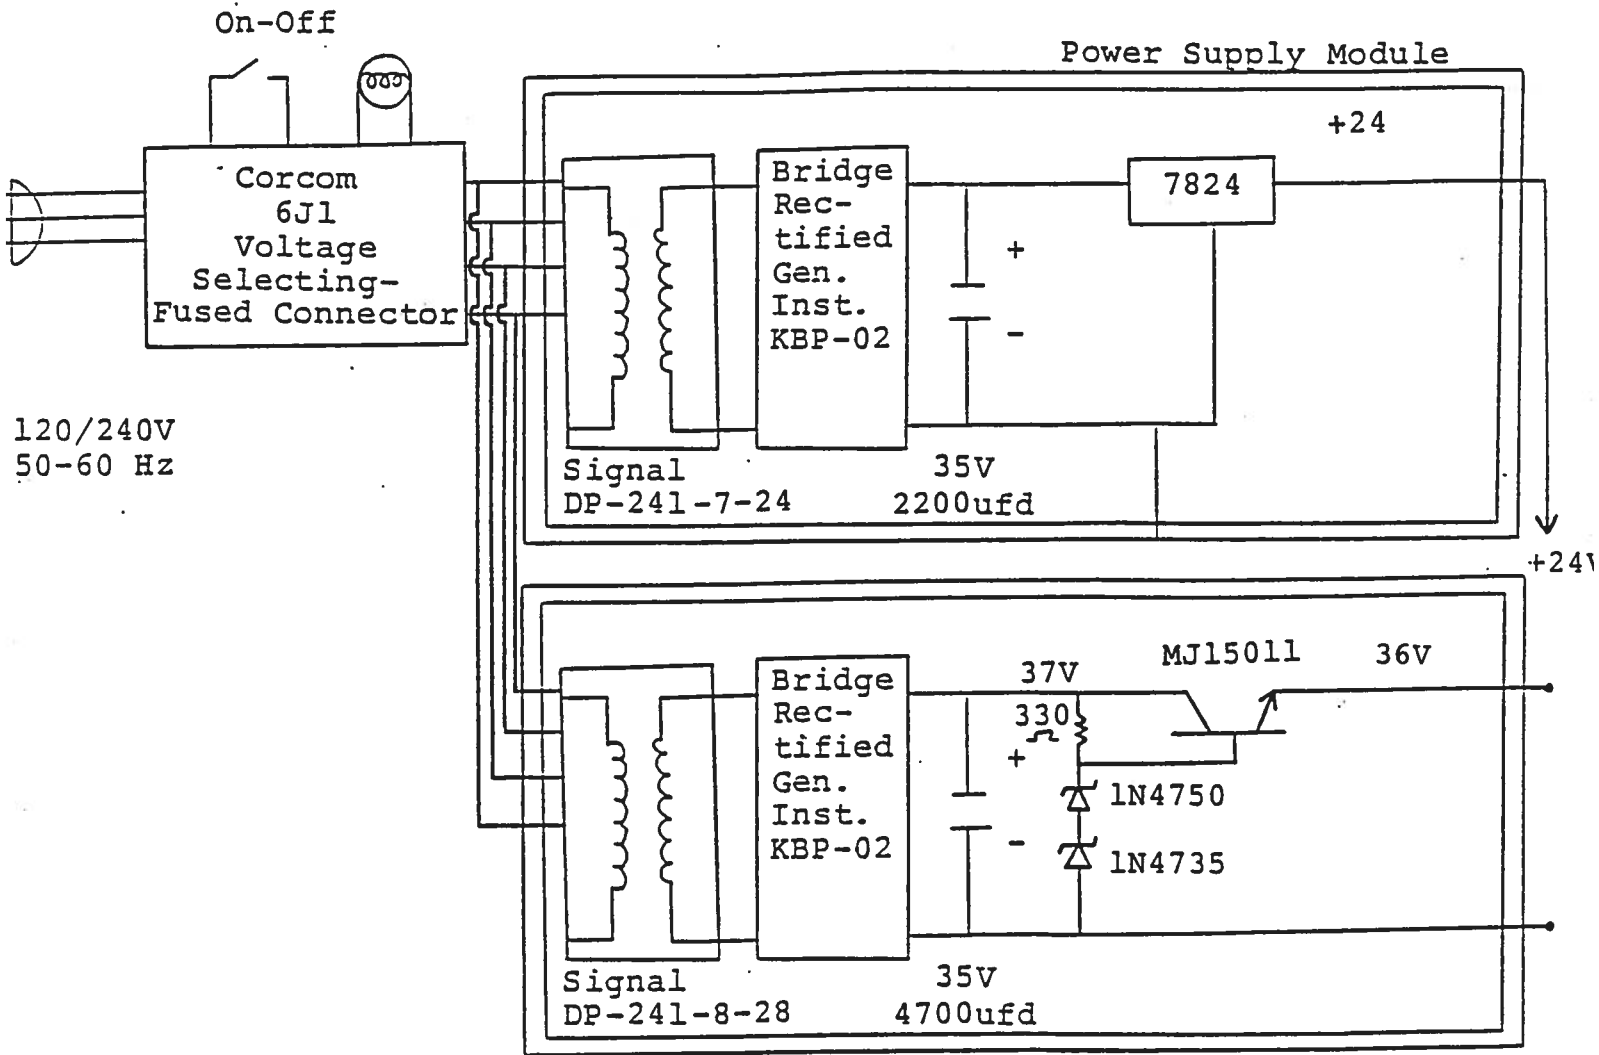 On-Off
Power Supply Module
+24
Corcom
6J1
Voltage
Selecting-
Fused Connector
Bridge
Rec-
tified
Gen.
Inst.
KBP-02
7824
+
-
120/240V
50-60 Hz
Signal
DP-241-7-24
35V
2200ufd
+24V
Bridge
Rec-
tified
Gen.
Inst.
KBP-02
37V
330
MJ15011
36V
+
-
1N4750
1N4735
Signal
DP-241-8-28
35V
4700ufd